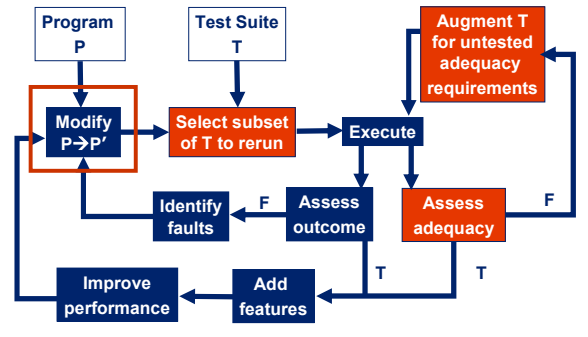 Program
P
Test Suite
T
Augment T
for untested
adequacy
requirements
Modify
P→P′
Select subset
of T to rerun
Execute
Identify
faults
F
Assess
outcome
Assess
adequacy
F
T
T
Improve
performance
Add
features